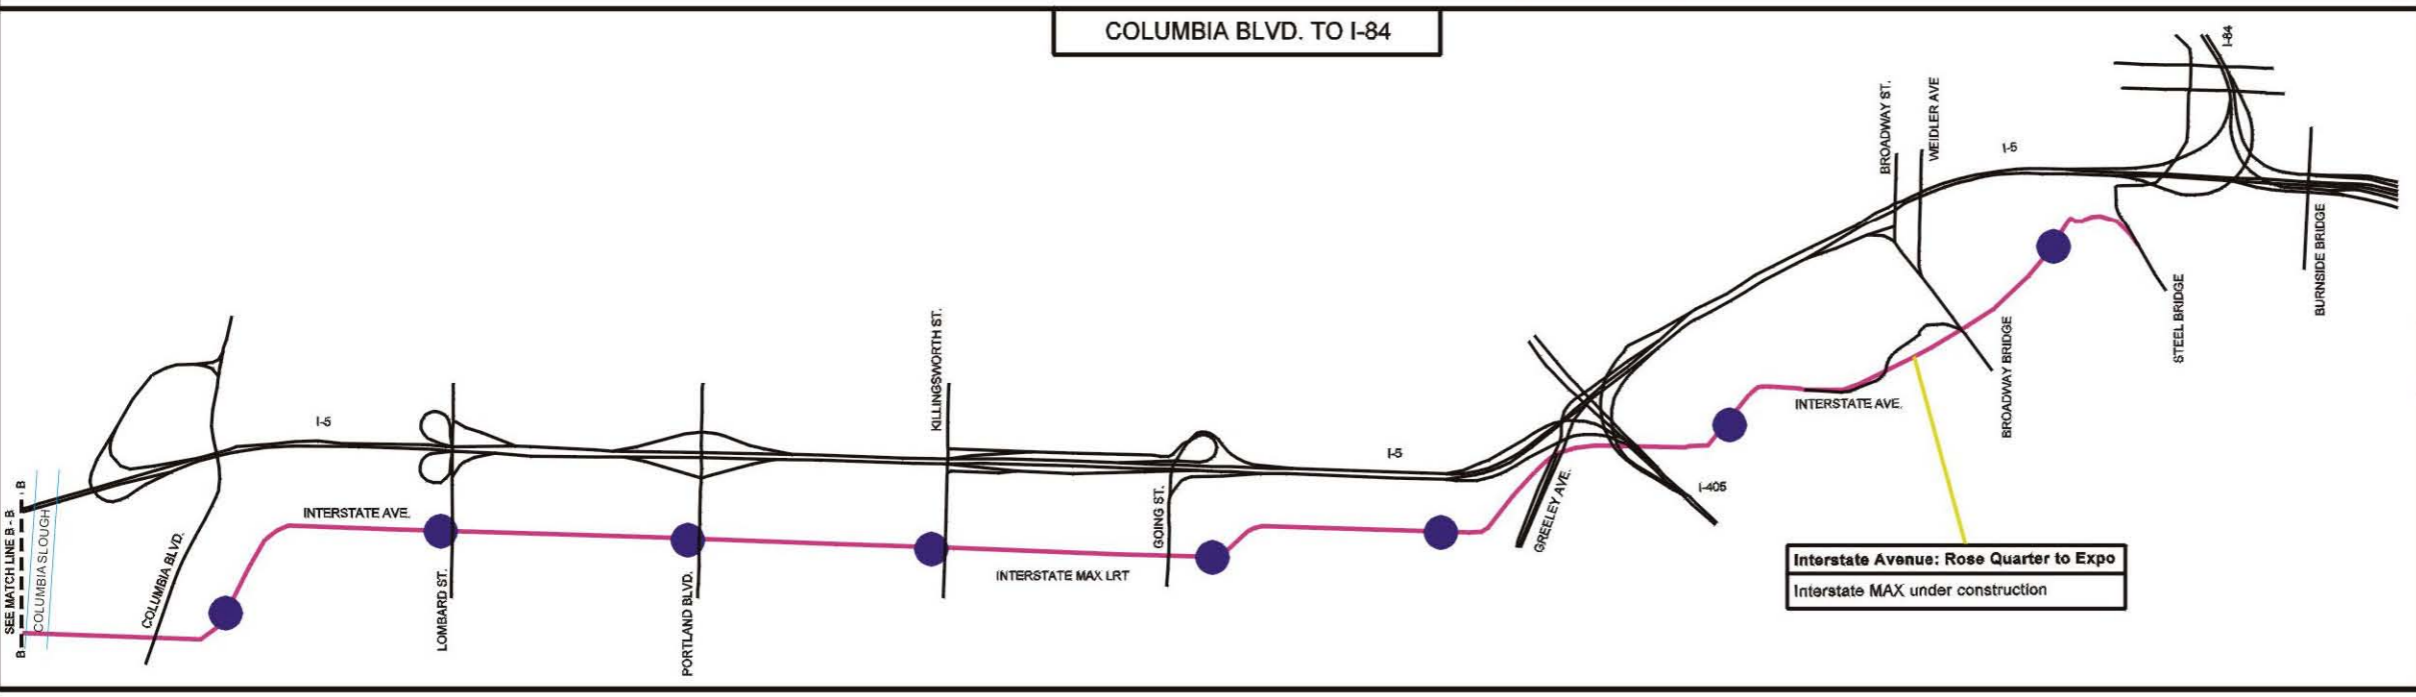 COLUMBIA BLVD. TO I-84
I-84
BROADWAY ST.
WEIDLER AVE
I-5
BURNSIDE BRIDGE
STEEL BRIDGE
BROADWAY BRIDGE
KILLINGSWORTH ST.
INTERSTATE AVE.
I-5
I-5
I-405
GREELEY AVE.
GOING ST.
B
SEE MATCH LINE B - B
B
COLUMBIA SLOUGH
COLUMBIA BLVD.
INTERSTATE AVE.
LOMBARD ST.
PORTLAND BLVD.
INTERSTATE MAX LRT
Interstate Avenue: Rose Quarter to Expo
Interstate MAX under construction